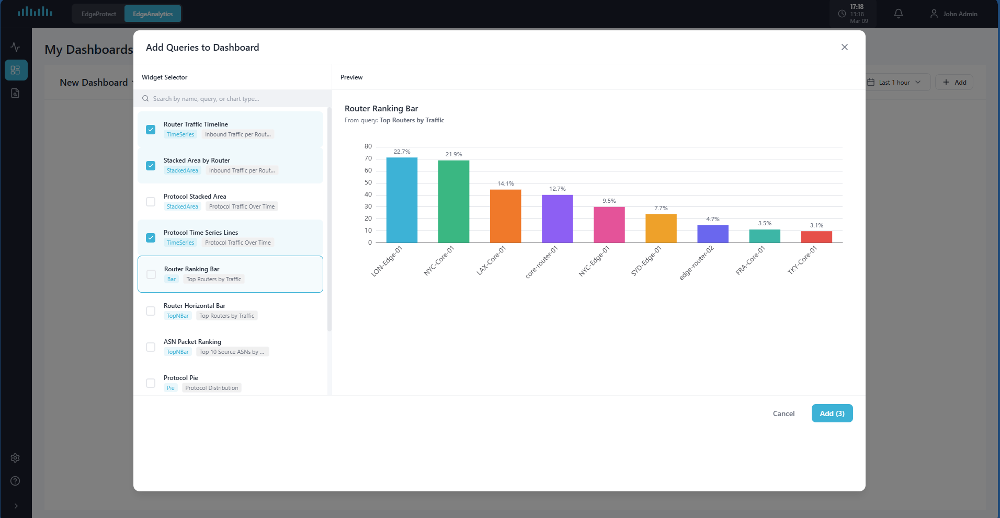 EdgeProtect
EdgeAnalytics
17:18
13:18
Mar 09
John Admin
My Dashboards
New Dashboard
Last 1 hour
Add
Add Queries to Dashboard
Widget Selector
Search by name, query, or chart type...
Router Traffic Timeline
TimeSeries Inbound Traffic per Rout...
Stacked Area by Router
StackedArea Inbound Traffic per Rout...
Protocol Stacked Area
StackedArea Protocol Traffic Over Time
Protocol Time Series Lines
TimeSeries Protocol Traffic Over Time
Router Ranking Bar
Bar Top Routers by Traffic
Router Horizontal Bar
TopNBar Top Routers by Traffic
ASN Packet Ranking
TopNBar Top 10 Source ASNs by ...
Protocol Pie
Pie Protocol Distribution
Preview
Router Ranking Bar
From query: Top Routers by Traffic
80
70
60
50
40
30
20
10
0
22.7%
21.9%
14.1%
12.7%
9.5%
7.7%
4.7%
3.5%
3.1%
LON-Edge-01
NYC-Core-01
LAX-Core-01
core-router-01
NYC-Edge-01
SYD-Edge-01
edge-router-02
FRA-Core-01
TKY-Core-01
Cancel
Add (3)